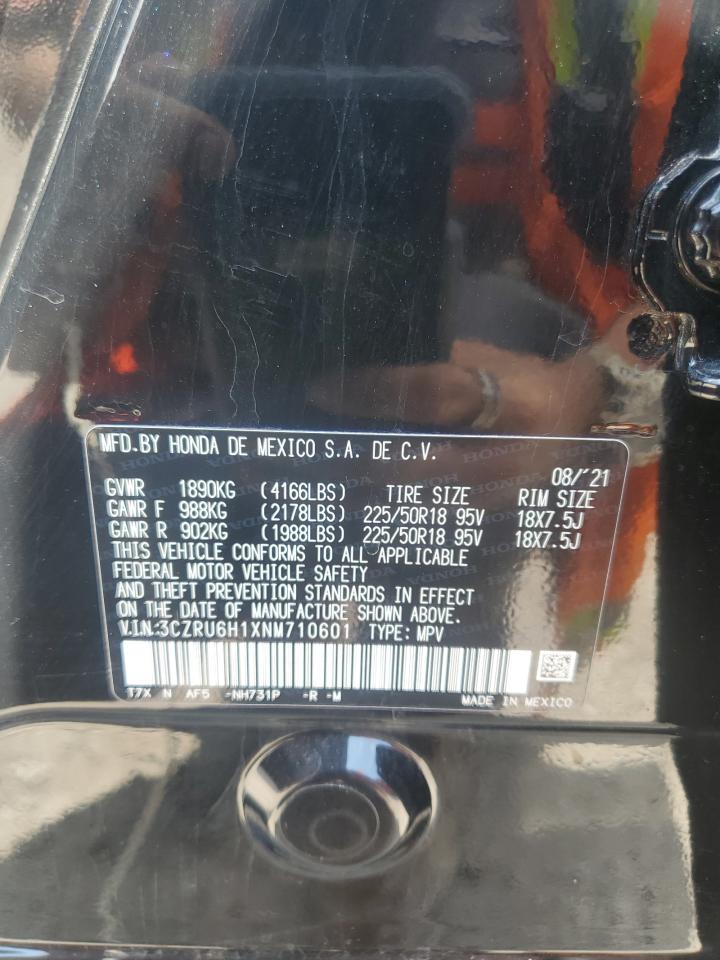 MFD.BY HONDA DE MEXICO S.A. DE C.V.
08/'21
GVWR 1890KG (4166LBS) TIRE SIZE RIM SIZE
GAWR F 988KG (2178LBS) 225/50R18 95V 18X7.5J
GAWR R 902KG (1988LBS) 225/50R18 95V 18X7.5J
THIS VEHICLE CONFORMS TO ALL APPLICABLE
FEDERAL MOTOR VEHICLE SAFETY
AND THEFT PREVENTION STANDARDS IN EFFECT
ON THE DATE OF MANUFACTURE SHOWN ABOVE.
V.I.N:3CZRU6H1XNM710601 TYPE: MPV
T7X N AF5 -NH731P -R -M MADE IN MEXICO